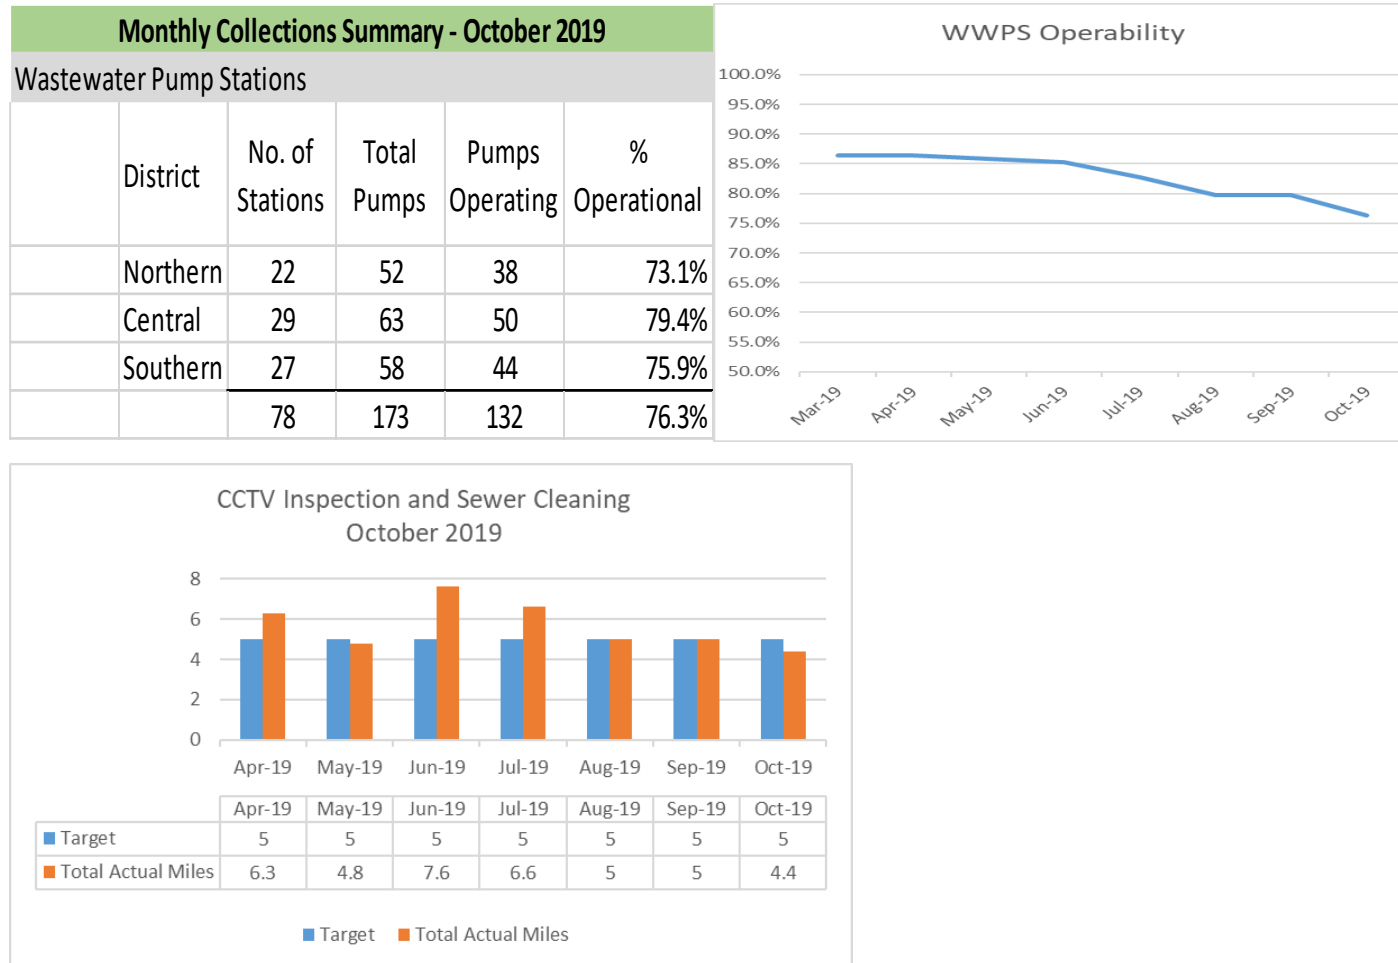 Monthly Collections Summary - October 2019
Wastewater Pump Stations
District No. of Stations Total Pumps Pumps Operating % Operational
Northern 22 52 38 73.1%
Central 29 63 50 79.4%
Southern 27 58 44 75.9%
78 173 132 76.3%
WWPS Operability
100.0%
95.0%
90.0%
85.0%
80.0%
75.0%
70.0%
65.0%
60.0%
55.0%
50.0%
Mar-19 Apr-19 May-19 Jun-19 Jul-19 Aug-19 Sep-19 Oct-19
CCTV Inspection and Sewer Cleaning
October 2019
8
6
4
2
0
Apr-19 May-19 Jun-19 Jul-19 Aug-19 Sep-19 Oct-19
Apr-19 May-19 Jun-19 Jul-19 Aug-19 Sep-19 Oct-19
Target 5 5 5 5 5 5 5
Total Actual Miles 6.3 4.8 7.6 6.6 5 5 4.4
Target Total Actual Miles